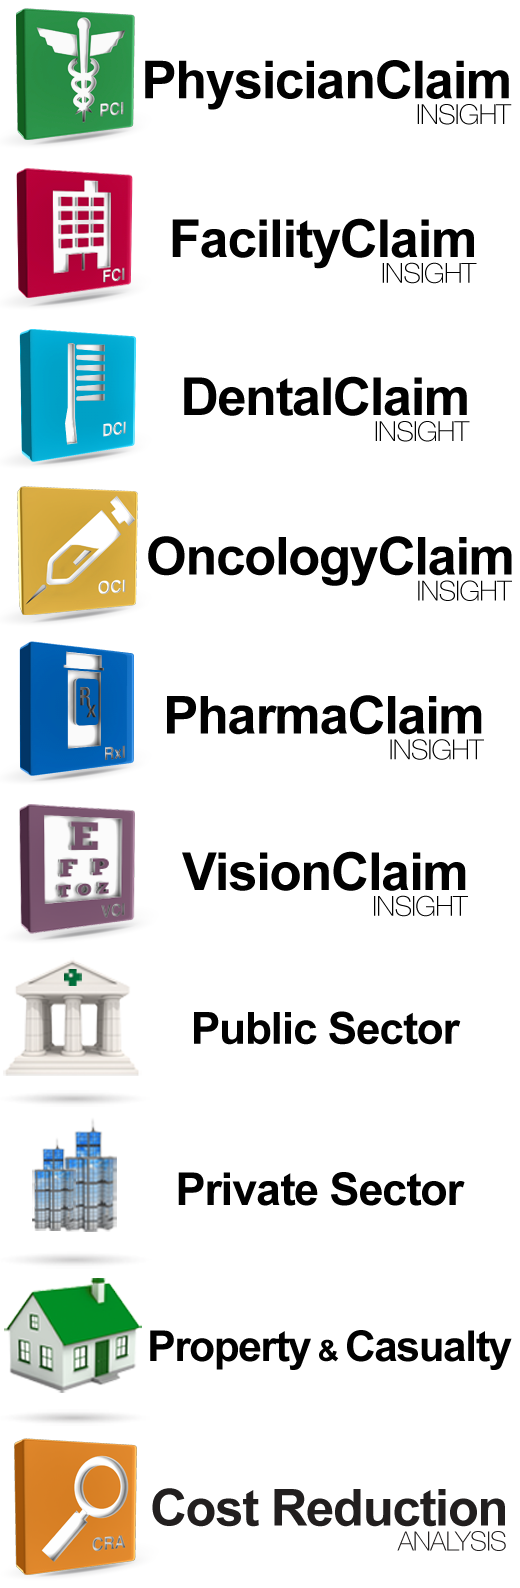 PCI
PhysicianClaim
INSIGHT
FCI
FacilityClaim
INSIGHT
DCI
DentalClaim
INSIGHT
OCI
OncologyClaim
INSIGHT
Rx
RxI
PharmaClaim
INSIGHT
E
F P
T O Z
VCI
VisionClaim
INSIGHT
Public Sector
Private Sector
Property & Casualty
CRA
Cost Reduction
ANALYSIS